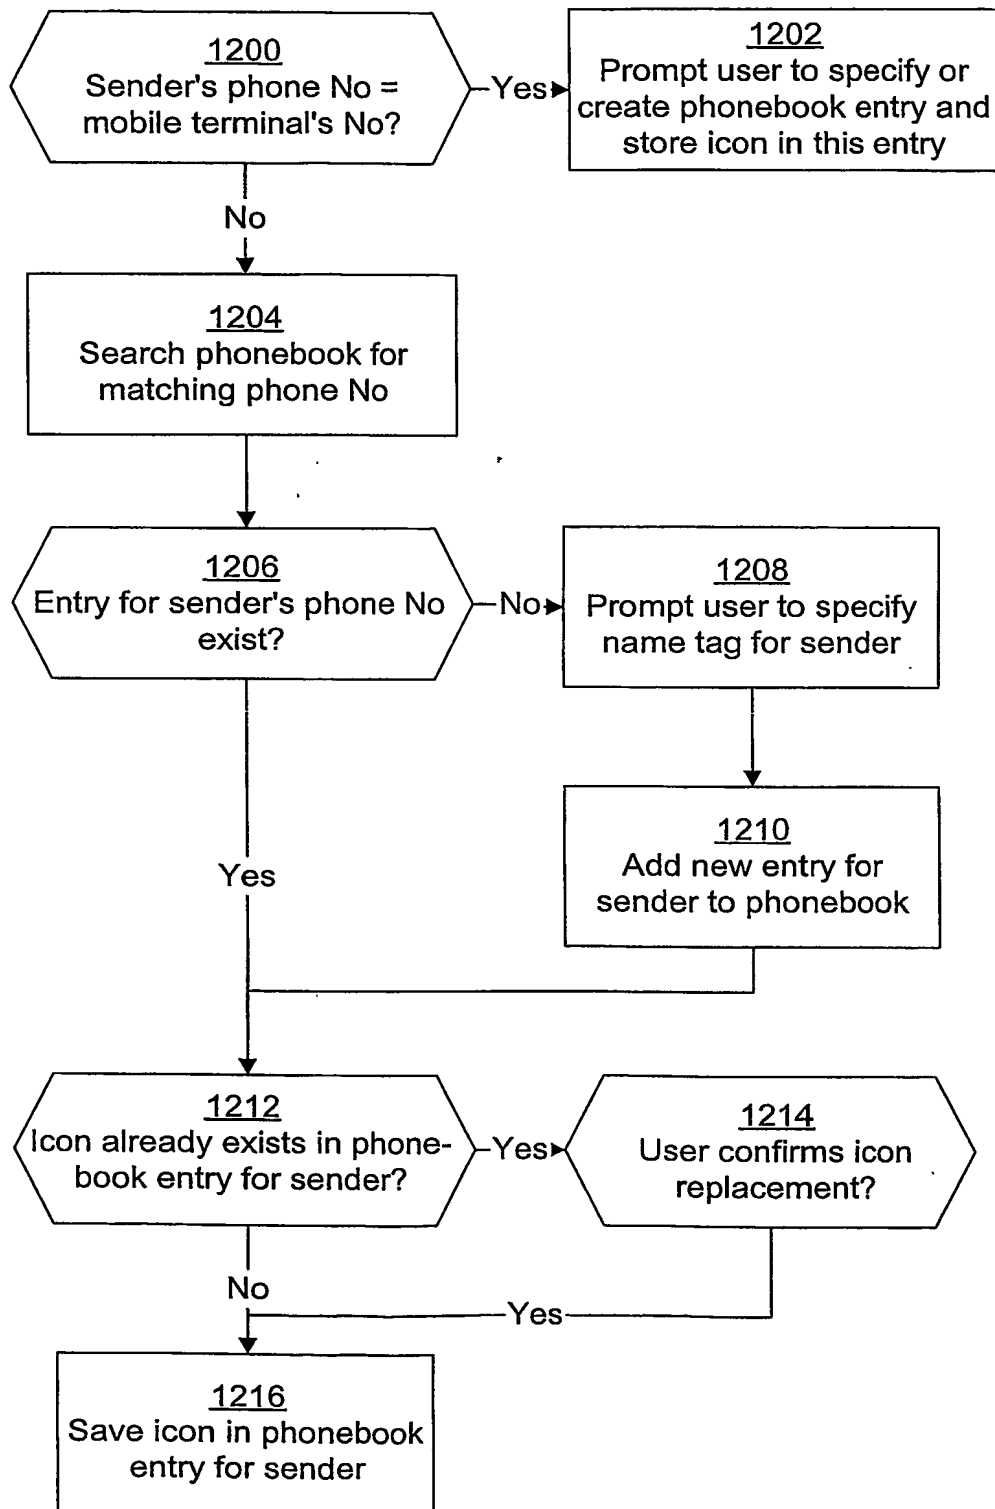 1200
Sender's phone No =
mobile terminal's No?
Yes
1202
Prompt user to specify or
create phonebook entry and
store icon in this entry
No
1204
Search phonebook for
matching phone No
1206
Entry for sender's phone No
exist?
No
1208
Prompt user to specify
name tag for sender
1210
Add new entry for
sender to phonebook
Yes
1212
Icon already exists in phone-
book entry for sender?
Yes
1214
User confirms icon
replacement?
No
Yes
1216
Save icon in phonebook
entry for sender